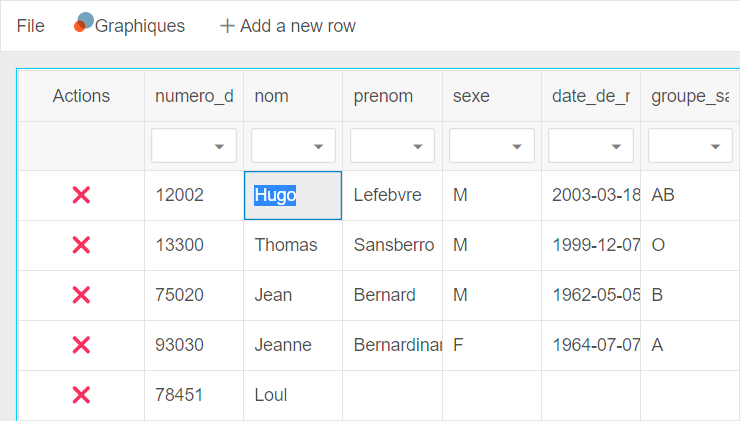 File Graphiques Add a new row
Actions numero_d nom prenom sexe date_de_r groupe_sa
12002 Hugo Lefebvre M 2003-03-18 AB
13300 Thomas Sansberro M 1999-12-07 O
75020 Jean Bernard M 1962-05-05 B
93030 Jeanne Bernardinar F 1964-07-07 A
78451 Loul